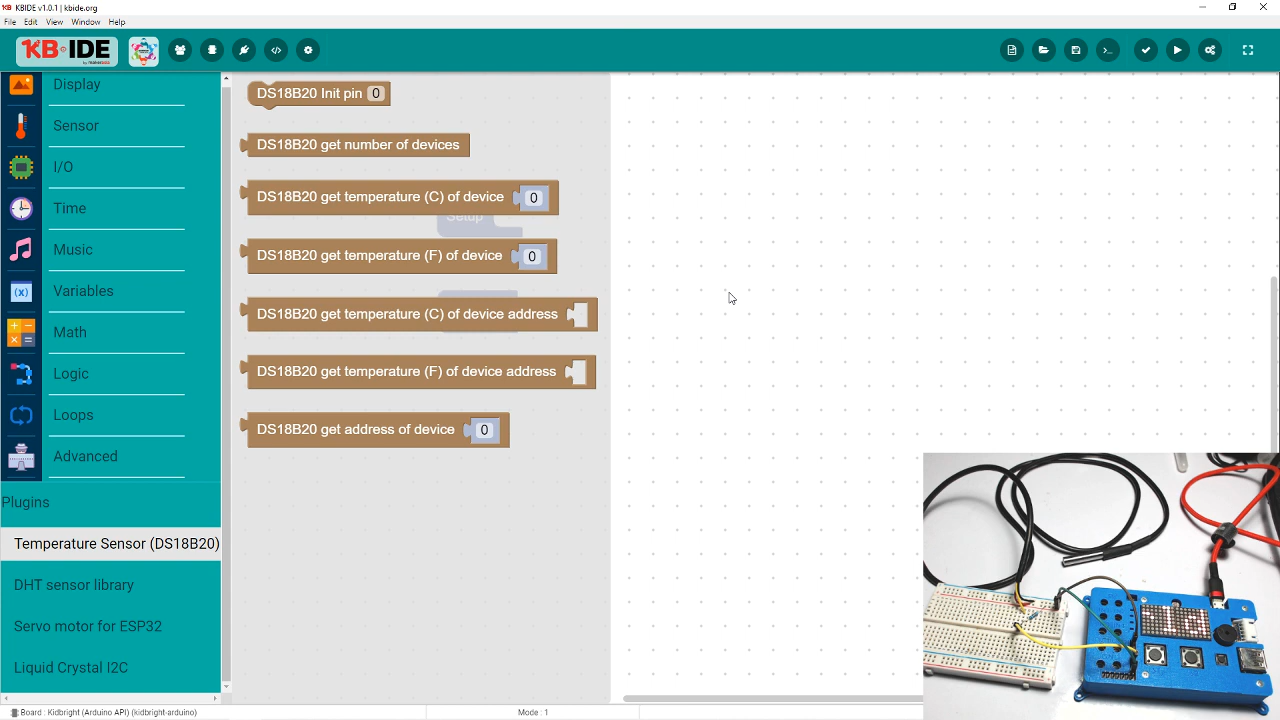 KBIDE v1.0.1 | kbide.org
File Edit View Window Help
KB IDE
by makerasia
Display
Sensor
I/O
Time
Music
Variables
Math
Logic
Loops
Advanced
Plugins
Temperature Sensor (DS18B20)
DHT sensor library
Servo motor for ESP32
Liquid Crystal I2C
DS18B20 Init pin 0
DS18B20 get number of devices
DS18B20 get temperature (C) of device 0
Setup
DS18B20 get temperature (F) of device 0
DS18B20 get temperature (C) of device address
DS18B20 get temperature (F) of device address
DS18B20 get address of device 0
Board : Kidbright (Arduino API) (kidbright-arduino)
Mode : 1